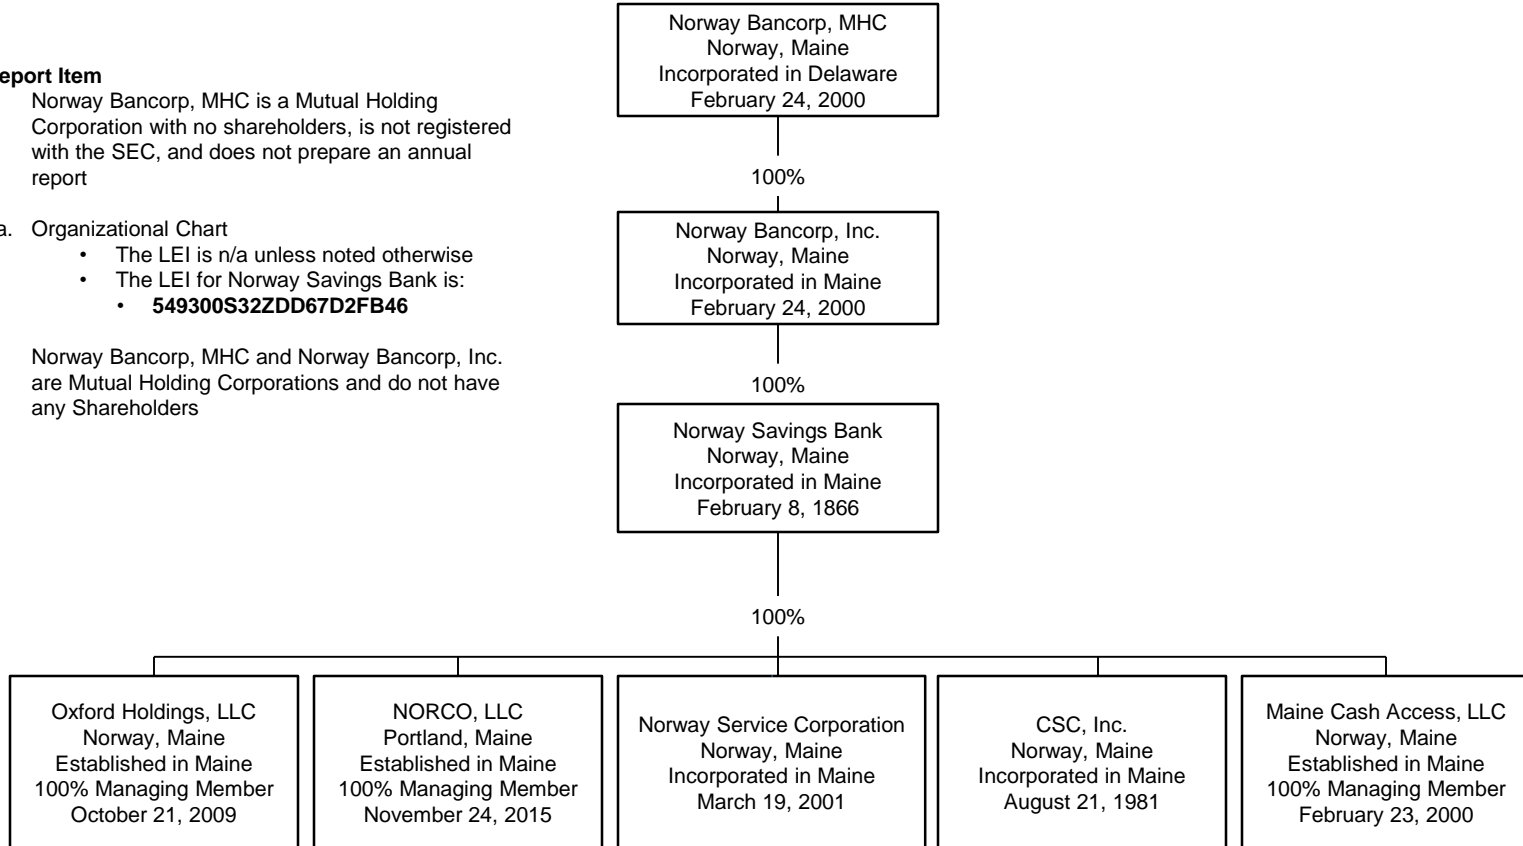 eport Item
Norway Bancorp, MHC is a Mutual Holding
Corporation with no shareholders, is not registered
with the SEC, and does not prepare an annual
report
a. Organizational Chart
• The LEI is n/a unless noted otherwise
• The LEI for Norway Savings Bank is:
• 549300S32ZDD67D2FB46
Norway Bancorp, MHC and Norway Bancorp, Inc.
are Mutual Holding Corporations and do not have
any Shareholders
Norway Bancorp, MHC
Norway, Maine
Incorporated in Delaware
February 24, 2000
100%
Norway Bancorp, Inc.
Norway, Maine
Incorporated in Maine
February 24, 2000
100%
Norway Savings Bank
Norway, Maine
Incorporated in Maine
February 8, 1866
100%
Oxford Holdings, LLC
Norway, Maine
Established in Maine
100% Managing Member
October 21, 2009
NORCO, LLC
Portland, Maine
Established in Maine
100% Managing Member
November 24, 2015
Norway Service Corporation
Norway, Maine
Incorporated in Maine
March 19, 2001
CSC, Inc.
Norway, Maine
Incorporated in Maine
August 21, 1981
Maine Cash Access, LLC
Norway, Maine
Established in Maine
100% Managing Member
February 23, 2000